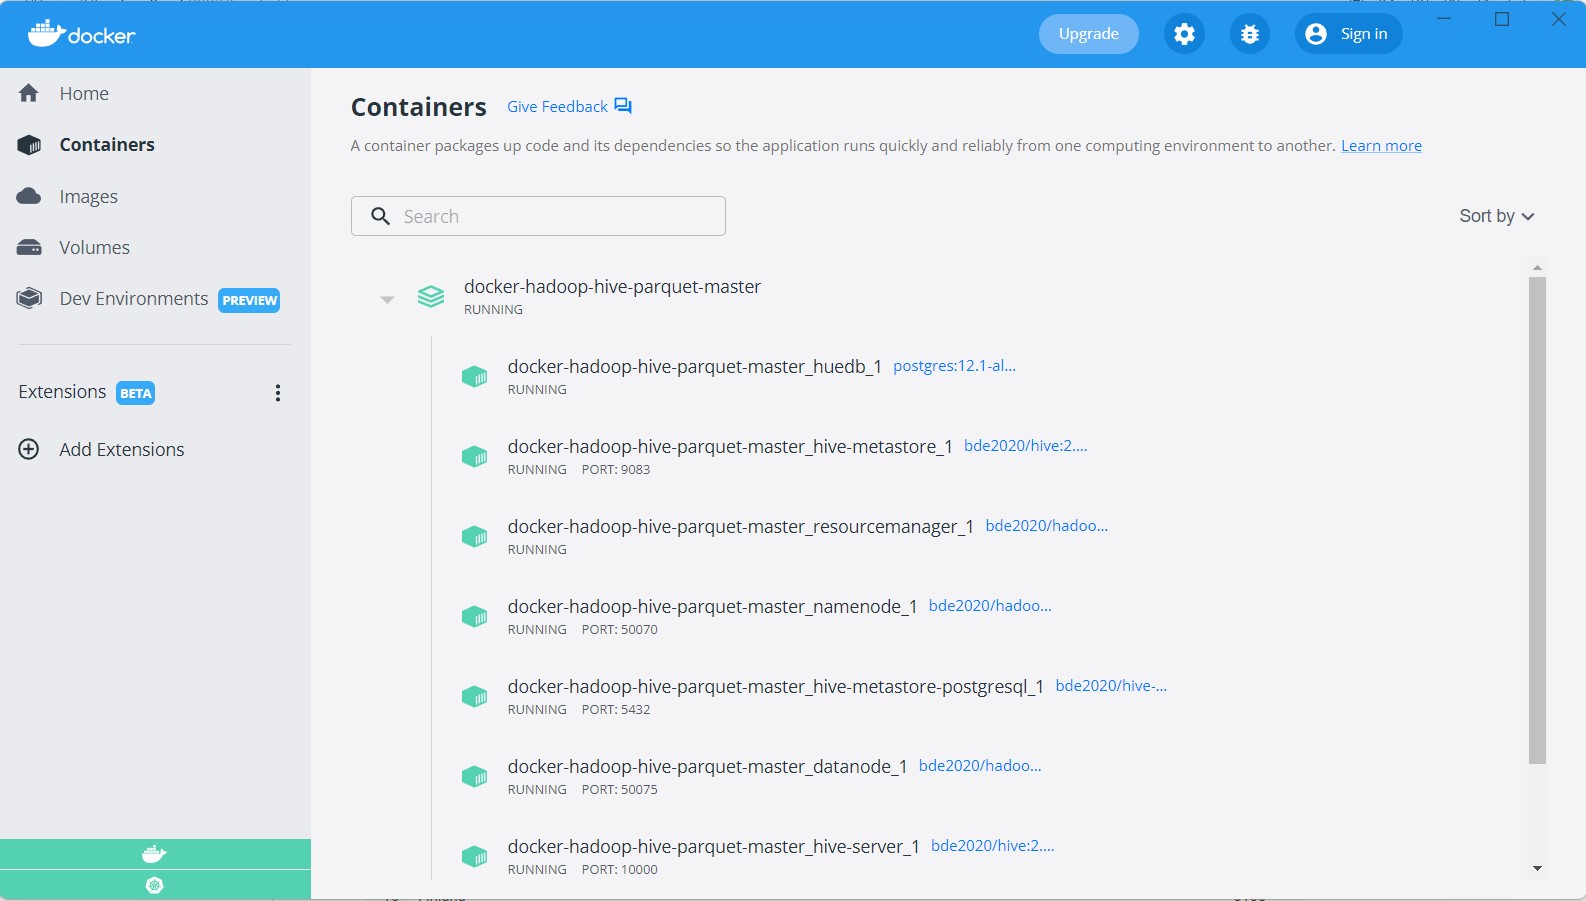 docker
Upgrade
Sign in
Home
Containers
Images
Volumes
Dev Environments PREVIEW
Extensions BETA
Add Extensions
Containers Give Feedback
A container packages up code and its dependencies so the application runs quickly and reliably from one computing environment to another. Learn more
Search
Sort by
docker-hadoop-hive-parquet-master
RUNNING
docker-hadoop-hive-parquet-master_huedb_1 postgres:12.1-al...
RUNNING
docker-hadoop-hive-parquet-master_hive-metastore_1 bde2020/hive:2....
RUNNING PORT: 9083
docker-hadoop-hive-parquet-master_resourcemanager_1 bde2020/hadoo...
RUNNING
docker-hadoop-hive-parquet-master_namenode_1 bde2020/hadoo...
RUNNING PORT: 50070
docker-hadoop-hive-parquet-master_hive-metastore-postgresql_1 bde2020/hive-...
RUNNING PORT: 5432
docker-hadoop-hive-parquet-master_datanode_1 bde2020/hadoo...
RUNNING PORT: 50075
docker-hadoop-hive-parquet-master_hive-server_1 bde2020/hive:2....
RUNNING PORT: 10000